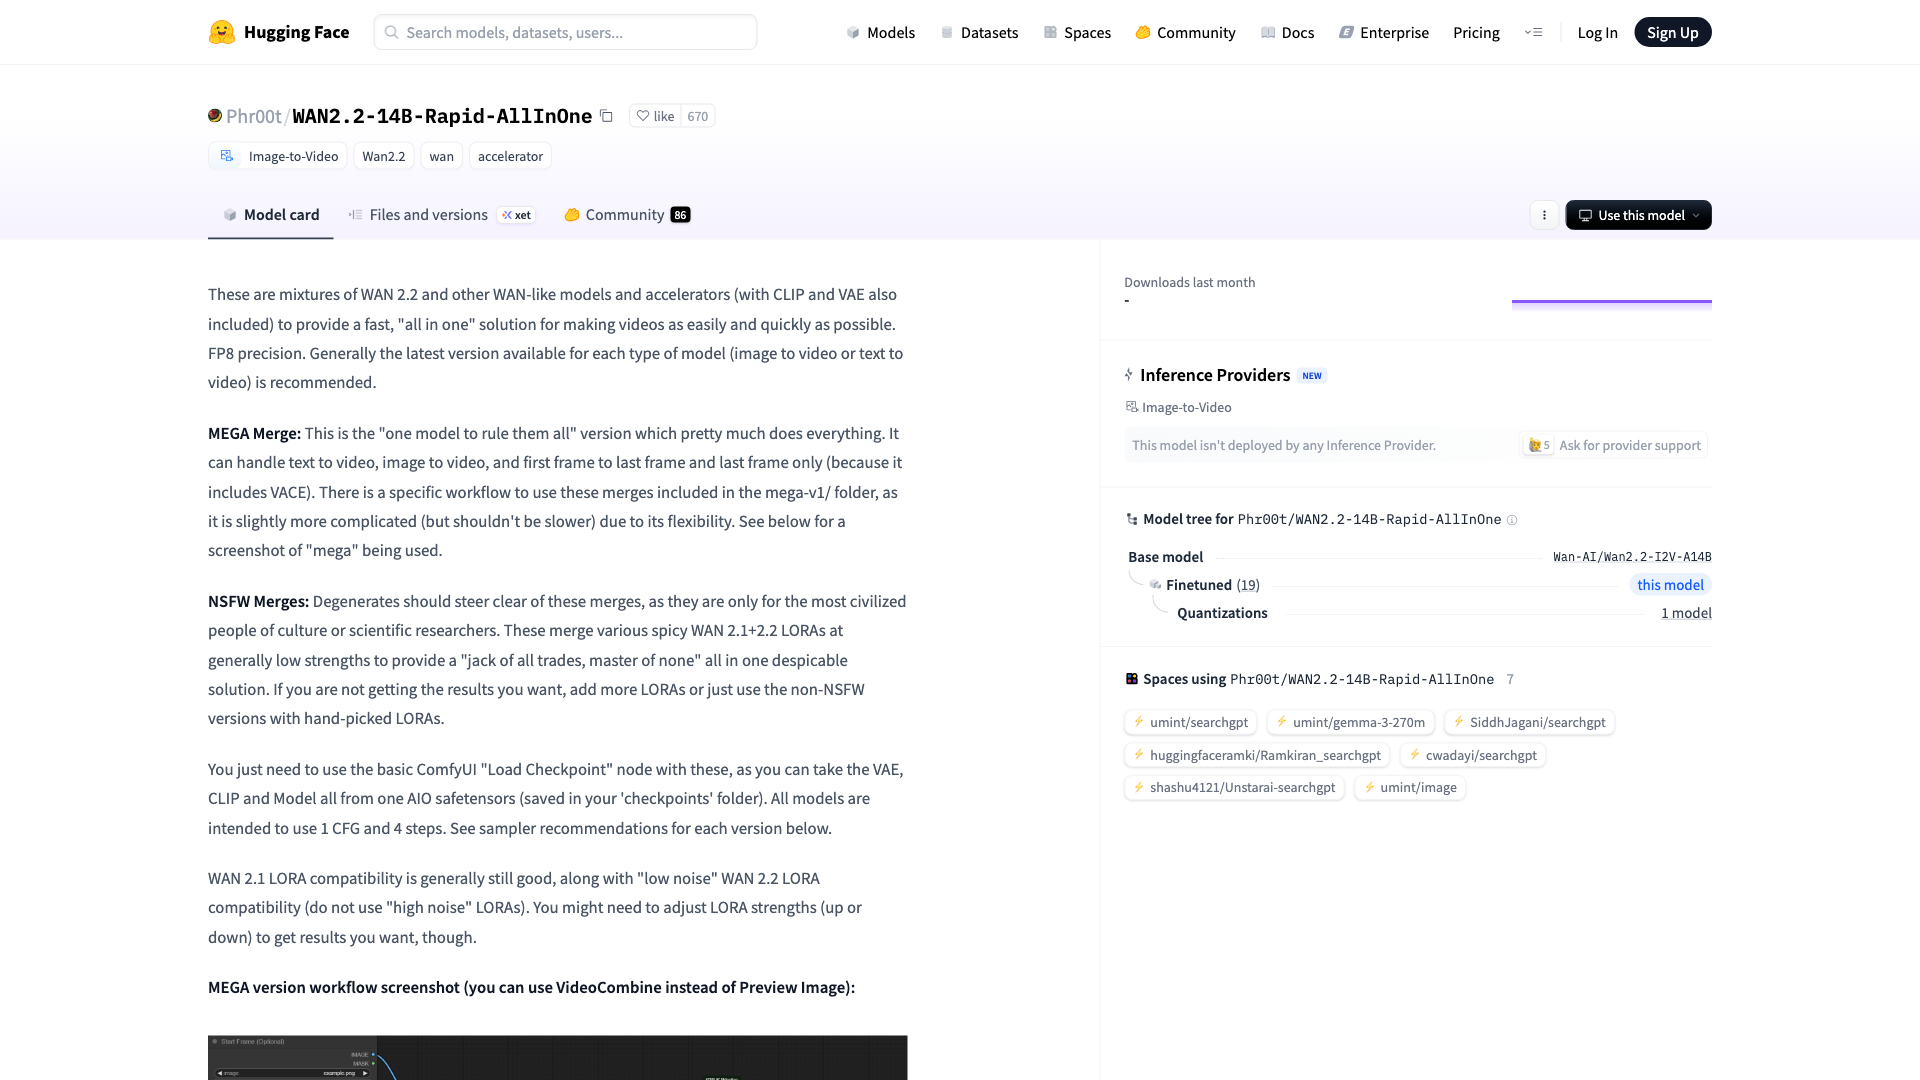 Hugging Face
Search models, datasets, users...
Models
Datasets
Spaces
Community
Docs
Enterprise
Pricing
Log In
Sign Up
Phr00t/WAN2.2-14B-Rapid-AllInOne
like 670
Image-to-Video
Wan2.2
wan
accelerator
Model card
Files and versions
xet
Community 86
Use this model
These are mixtures of WAN 2.2 and other WAN-like models and accelerators (with CLIP and VAE also
included) to provide a fast, "all in one" solution for making videos as easily and quickly as possible.
FP8 precision. Generally the latest version available for each type of model (image to video or text to
video) is recommended.
MEGA Merge: This is the "one model to rule them all" version which pretty much does everything. It
can handle text to video, image to video, and first frame to last frame and last frame only (because it
includes VACE). There is a specific workflow to use these merges included in the mega-v1/ folder, as
it is slightly more complicated (but shouldn't be slower) due to its flexibility. See below for a
screenshot of "mega" being used.
NSFW Merges: Degenerates should steer clear of these merges, as they are only for the most civilized
people of culture or scientific researchers. These merge various spicy WAN 2.1+2.2 LORAs at
generally low strengths to provide a "jack of all trades, master of none" all in one despicable
solution. If you are not getting the results you want, add more LORAs or just use the non-NSFW
versions with hand-picked LORAs.
You just need to use the basic ComfyUI "Load Checkpoint" node with these, as you can take the VAE,
CLIP and Model all from one AIO safetensors (saved in your 'checkpoints' folder). All models are
intended to use 1 CFG and 4 steps. See sampler recommendations for each version below.
WAN 2.1 LORA compatibility is generally still good, along with "low noise" WAN 2.2 LORA
compatibility (do not use "high noise" LORAs). You might need to adjust LORA strengths (up or
down) to get results you want, though.
MEGA version workflow screenshot (you can use VideoCombine instead of Preview Image):
Start Frame (Optional)
IMAGE
MASK
image example.png
Downloads last month
-
Inference Providers NEW
Image-to-Video
This model isn't deployed by any Inference Provider.
5 Ask for provider support
Model tree for Phr00t/WAN2.2-14B-Rapid-AllInOne
Base model Wan-AI/Wan2.2-I2V-A14B
Finetuned (19) this model
Quantizations 1 model
Spaces using Phr00t/WAN2.2-14B-Rapid-AllInOne 7
umint/searchgpt
umint/gemma-3-270m
SiddhJagani/searchgpt
huggingfaceramki/Ramkiran_searchgpt
cwadayi/searchgpt
shashu4121/Unstarai-searchgpt
umint/image